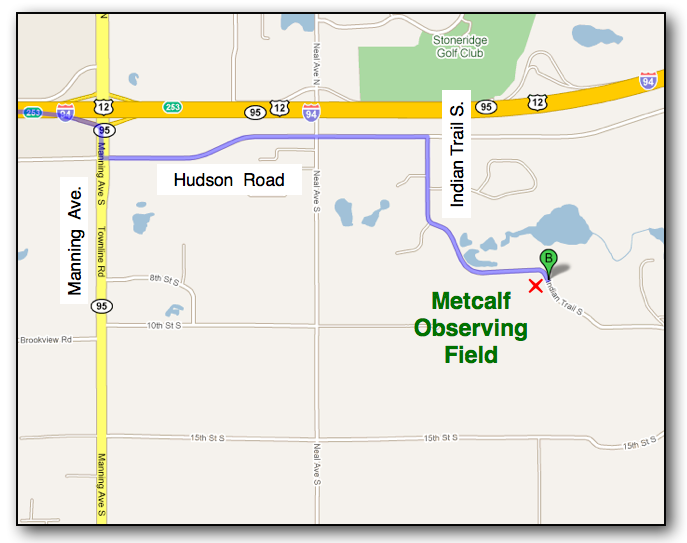 N
Neal Ave N
Stoneridge
Golf Club
94
12
253
95
12
94
95
12
253
94
95
Manning Ave S
Hudson Road
Indian Trail S.
Neal Ave S
Manning Ave.
Townline Rd
B
8th St S
Indian Trail S
95
Metcalf
Observing
Field
10th St S
Brookview Rd
15th St S
15th St S
15th St S
Neal Ave S
Manning Ave S